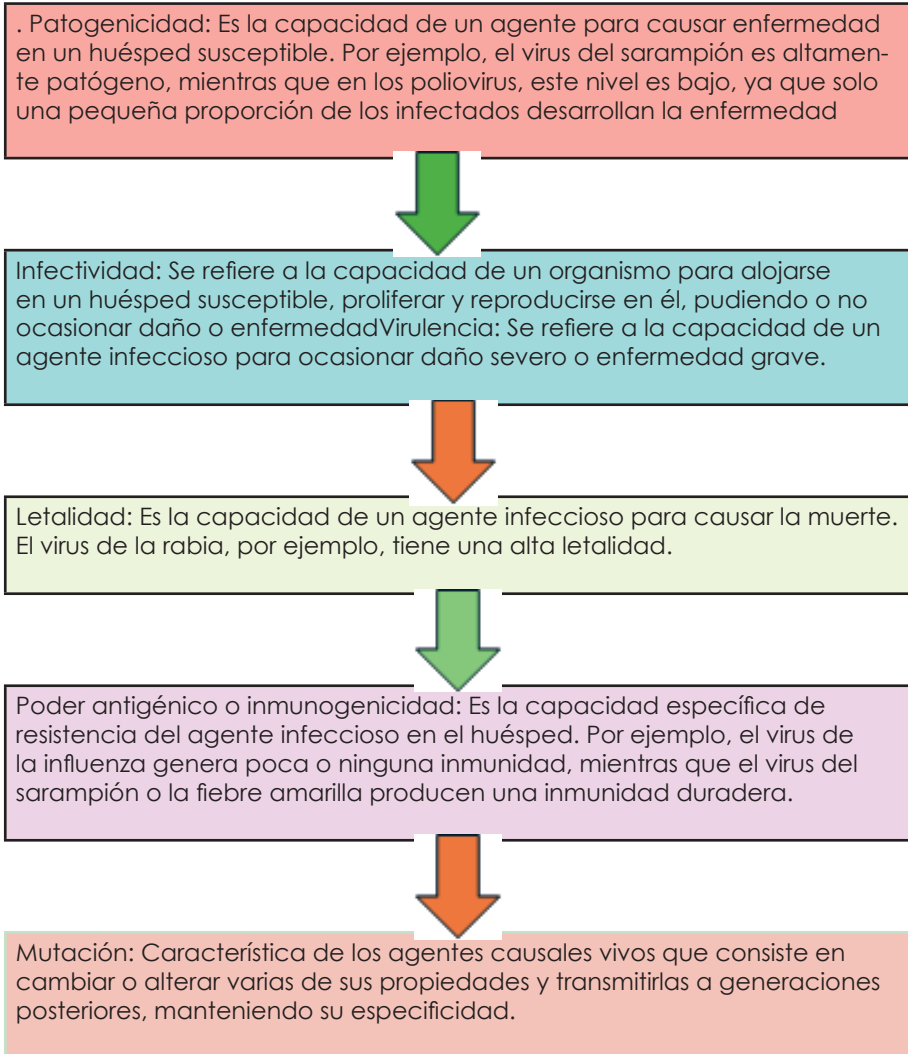 . Patogenicidad: Es la capacidad de un agente para causar enfermedad
en un huésped susceptible. Por ejemplo, el virus del sarampión es altamen-
te patógeno, mientras que en los poliovirus, este nivel es bajo, ya que solo
una pequeña proporción de los infectados desarrollan la enfermedad
Infectividad: Se refiere a la capacidad de un organismo para alojarse
en un huésped susceptible, proliferar y reproducirse en él, pudiendo o no
ocasionar daño o enfermedadVirulencia: Se refiere a la capacidad de un
agente infeccioso para ocasionar daño severo o enfermedad grave.
Letalidad: Es la capacidad de un agente infeccioso para causar la muerte.
El virus de la rabia, por ejemplo, tiene una alta letalidad.
Poder antigénico o inmunogenicidad: Es la capacidad específica de
resistencia del agente infeccioso en el huésped. Por ejemplo, el virus de
la influenza genera poca o ninguna inmunidad, mientras que el virus del
sarampión o la fiebre amarilla producen una inmunidad duradera.
Mutación: Característica de los agentes causales vivos que consiste en
cambiar o alterar varias de sus propiedades y transmitirlas a generaciones
posteriores, manteniendo su especificidad.